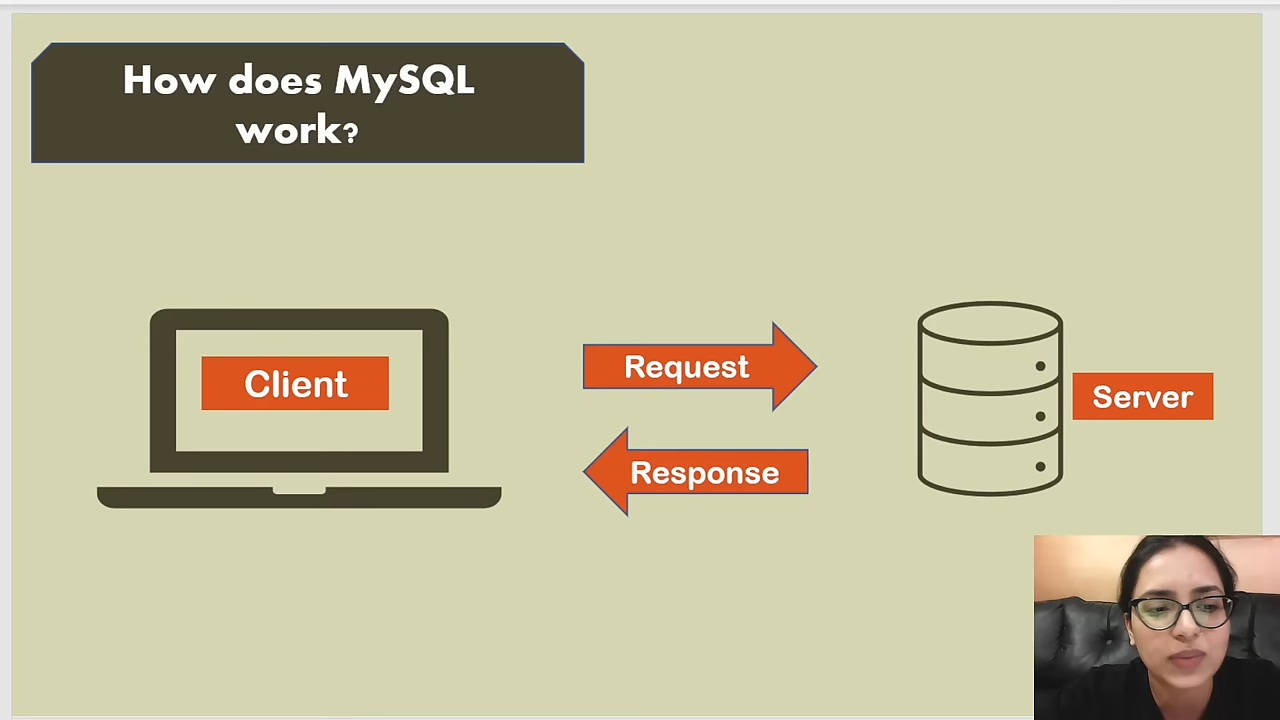 How does MySQL
work?
Client
Request
Response
Server